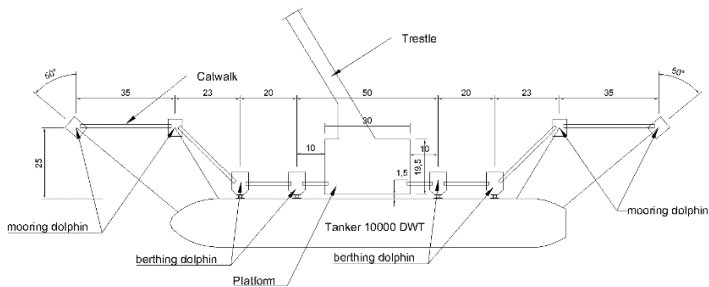 Trestle
50°
50°
Catwalk
35
23
20
50
20
23
35
30
10
10
25
1,5
19,5
Tanker 10000 DWT
mooring dolphin
mooring dolphin
berthing dolphin
berthing dolphin
Platform